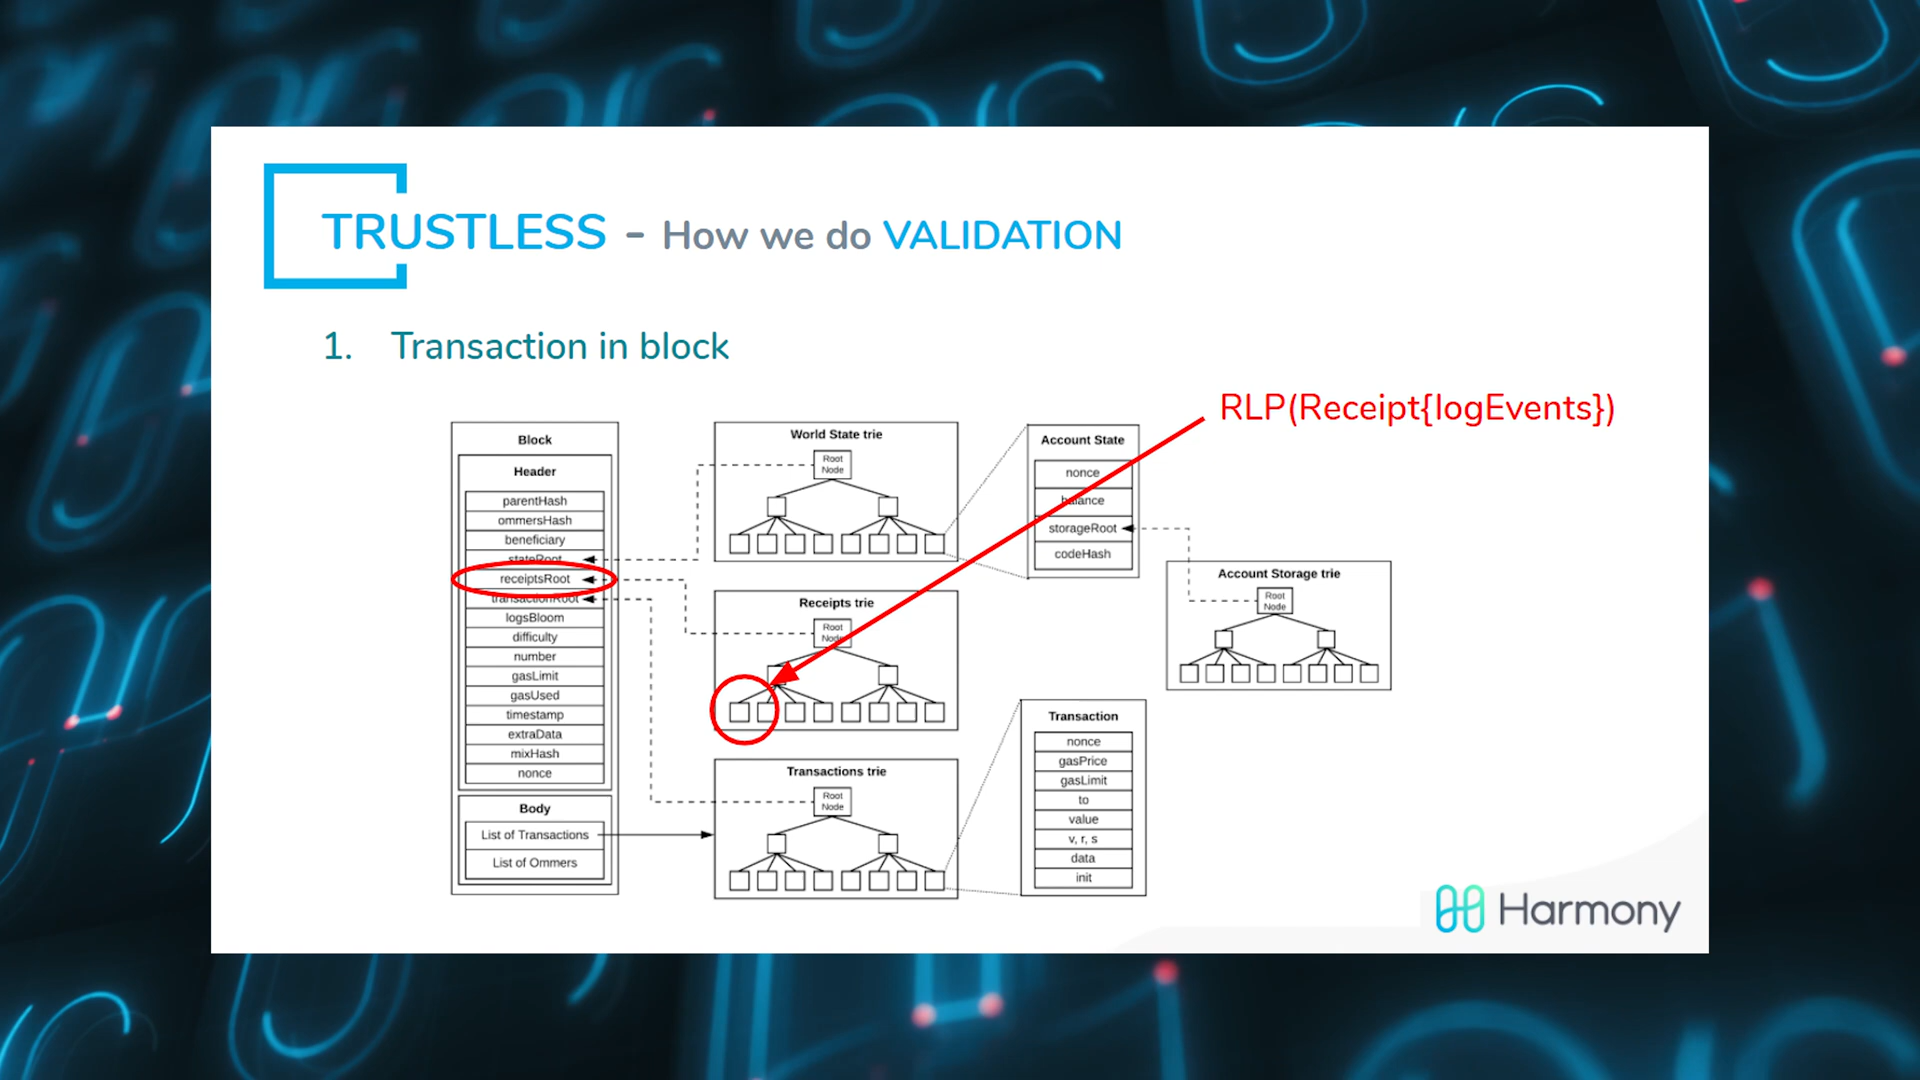 TRUSTLESS - How we do VALIDATION
1. Transaction in block
RLP(Receipt{logEvents})
Block
Header
parentHash
ommersHash
beneficiary
stateRoot
receiptsRoot
transactionRoot
logsBloom
difficulty
number
gasLimit
gasUsed
timestamp
extraData
mixHash
nonce
Body
List of Transactions
List of Ommers
World State trie
Root
Node
Account State
nonce
balance
storageRoot
codeHash
Account Storage trie
Root
Node
Receipts trie
Root
Node
Transactions trie
Root
Node
Transaction
nonce
gasPrice
gasLimit
to
value
v, r, s
data
init
Harmony